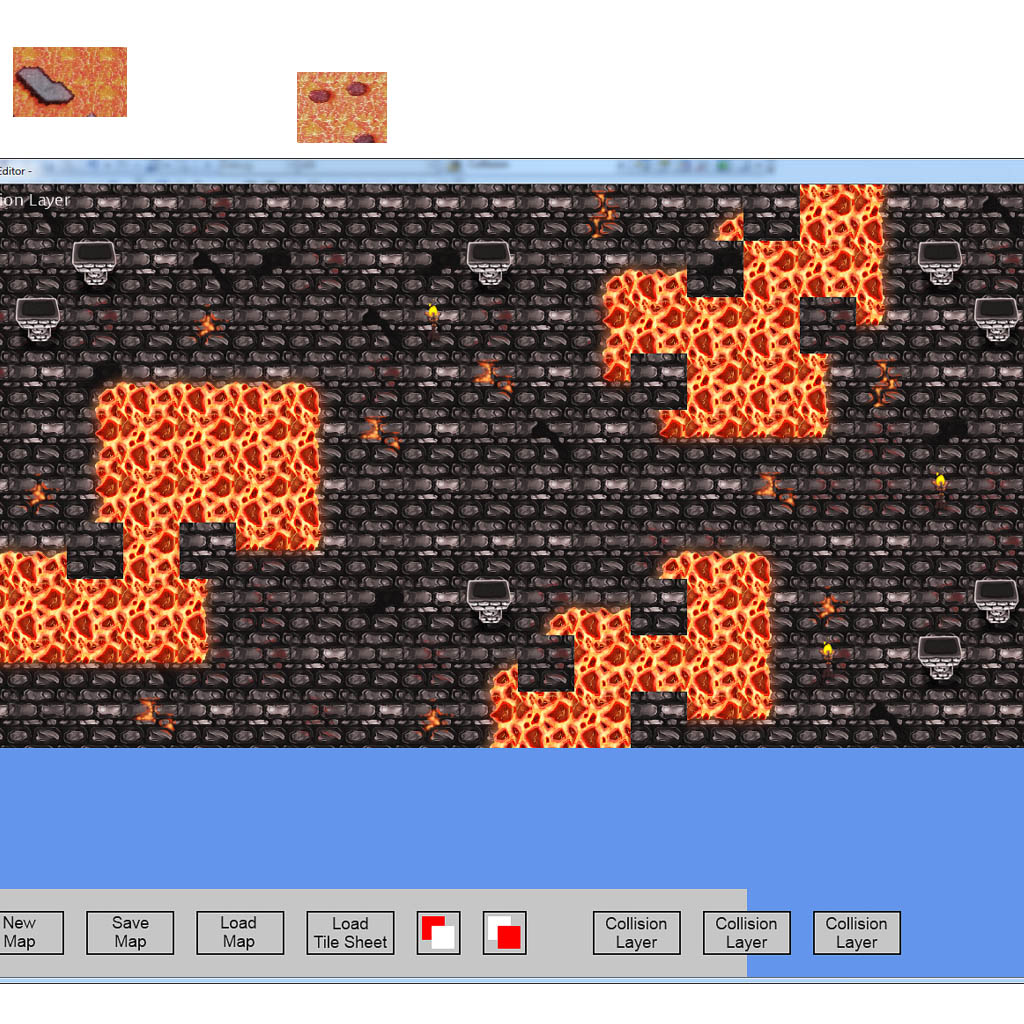 Editor -
ion Layer
New
Map
Save
Map
Load
Map
Load
Tile Sheet
Collision
Layer
Collision
Layer
Collision
Layer